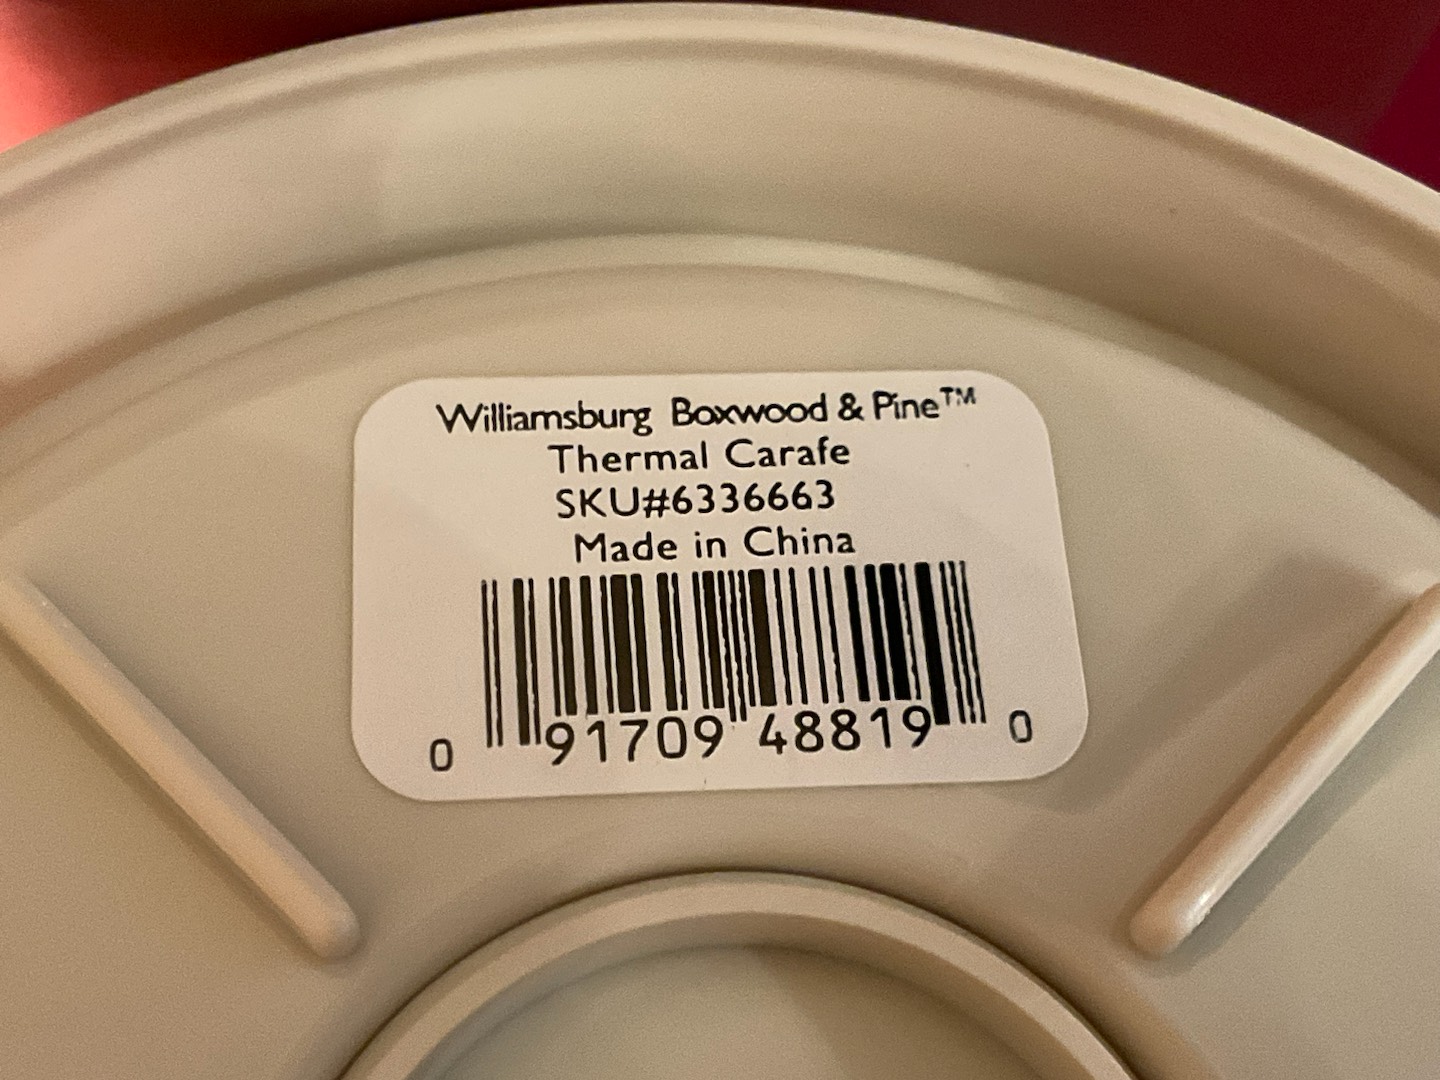 Williamsburg Boxwood & Pine™
Thermal Carafe
SKU#6336663
Made in China
0 91709 48819 0